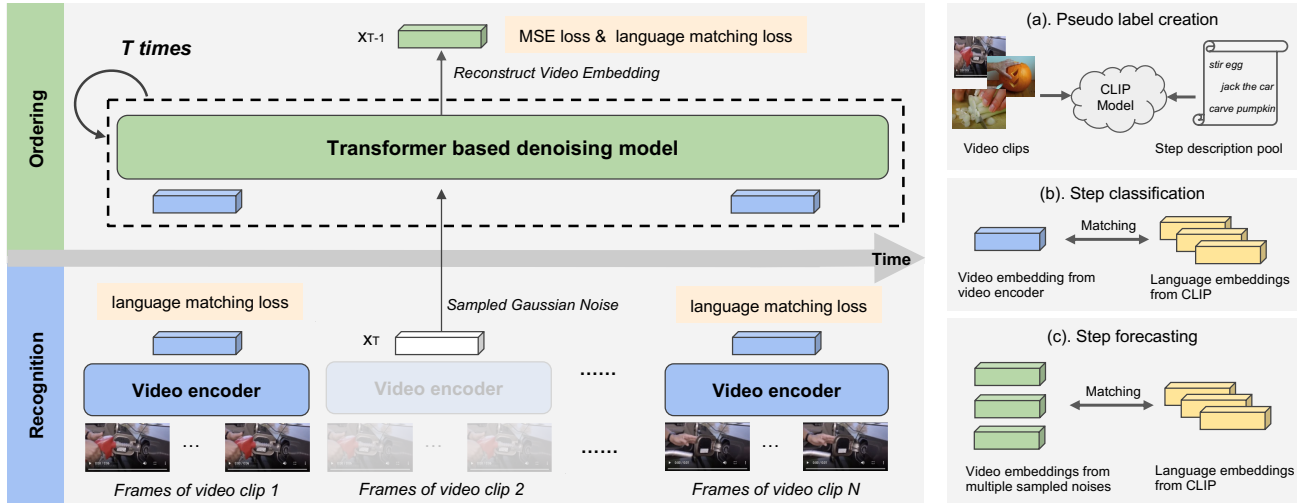 Ordering
T times
XT-1
MSE loss & language matching loss
Reconstruct Video Embedding
Transformer based denoising model
Time
Recognition
language matching loss
Sampled Gaussian Noise
language matching loss
XT
Video encoder
Video encoder
......
Video encoder
...
...
......
...
Frames of video clip 1
Frames of video clip 2
Frames of video clip N
(a). Pseudo label creation
stir egg
jack the car
carve pumpkin
CLIP
Model
Video clips
Step description pool
(b). Step classification
Matching
Video embedding from
video encoder
Language embeddings
from CLIP
(c). Step forecasting
Matching
Video embeddings from
multiple sampled noises
Language embeddings
from CLIP